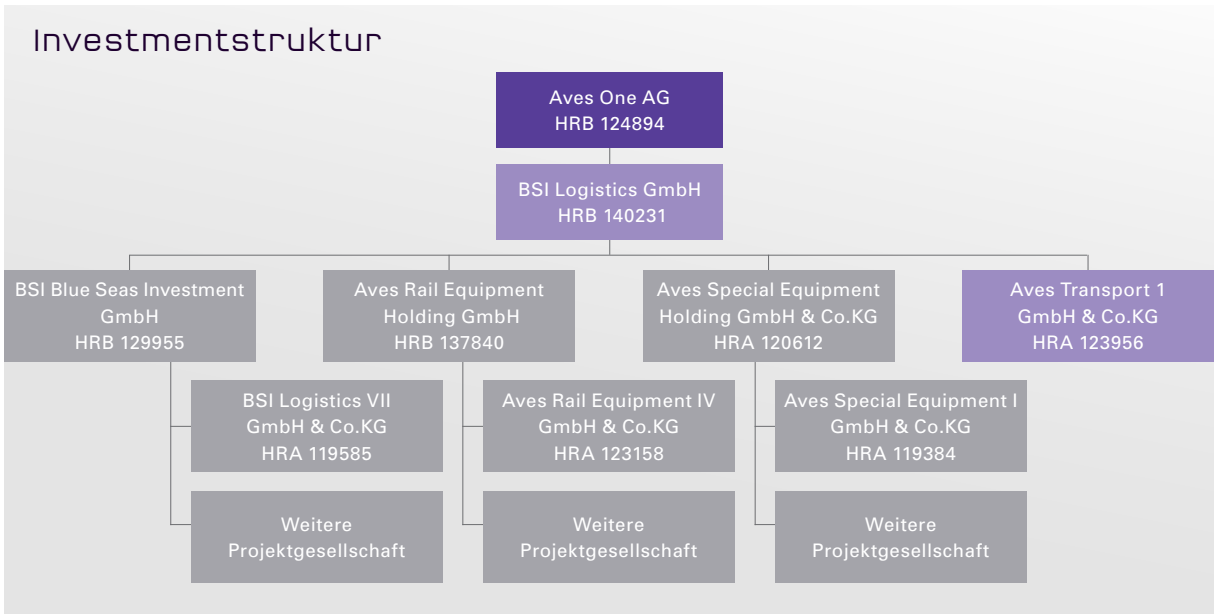 Investmentstruktur
Aves One AG
HRB 124894
BSI Logistics GmbH
HRB 140231
BSI Blue Seas Investment
GmbH
HRB 129955
Aves Rail Equipment
Holding GmbH
HRB 137840
Aves Special Equipment
Holding GmbH & Co.KG
HRA 120612
Aves Transport 1
GmbH & Co.KG
HRA 123956
BSI Logistics VII
GmbH & Co.KG
HRA 119585
Aves Rail Equipment IV
GmbH & Co.KG
HRA 123158
Aves Special Equipment I
GmbH & Co.KG
HRA 119384
Weitere
Projektgesellschaft
Weitere
Projektgesellschaft
Weitere
Projektgesellschaft